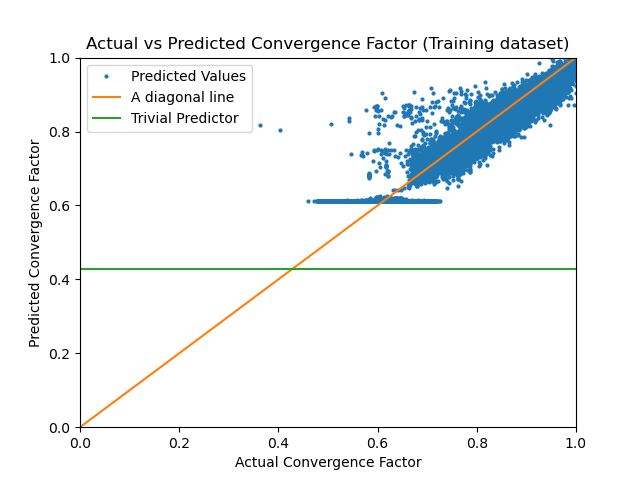 Actual vs Predicted Convergence Factor (Training dataset)
Predicted Values
A diagonal line
Trivial Predictor
Predicted Convergence Factor
1.0
0.8
0.6
0.4
0.2
0.0
0.0 0.2 0.4 0.6 0.8 1.0
Actual Convergence Factor